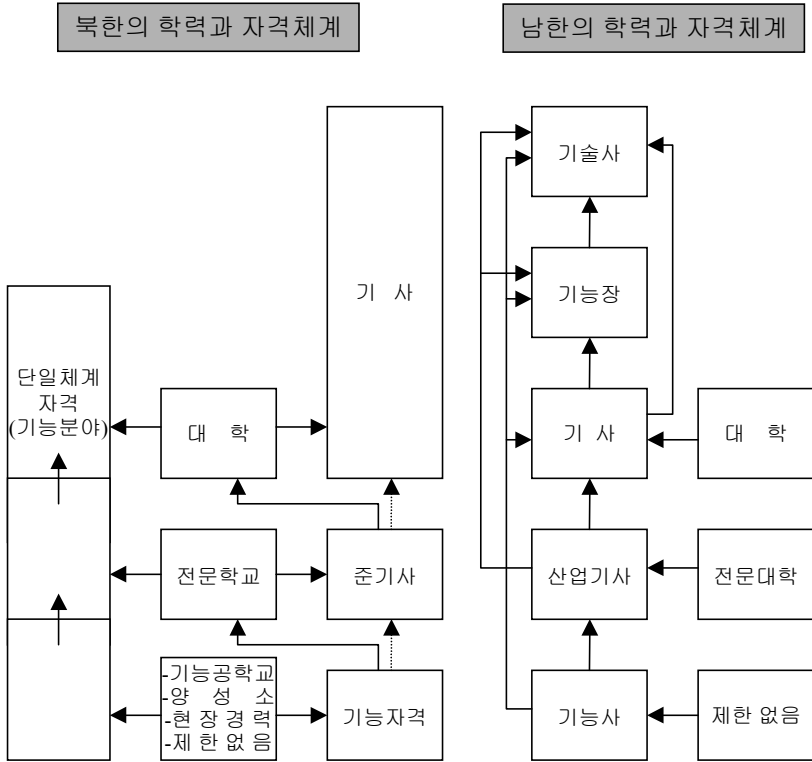 북한의 학력과 자격체계
남한의 학력과 자격체계
기 사
단일체계
자격
(기능분야)
대 학
전문학교
준기사
-기능공학교
-양 성 소
-현 장 경 력
-제 한 없 음
기능자격
기술사
기능장
기 사
대 학
산업기사
전문대학
기능사
제한 없음